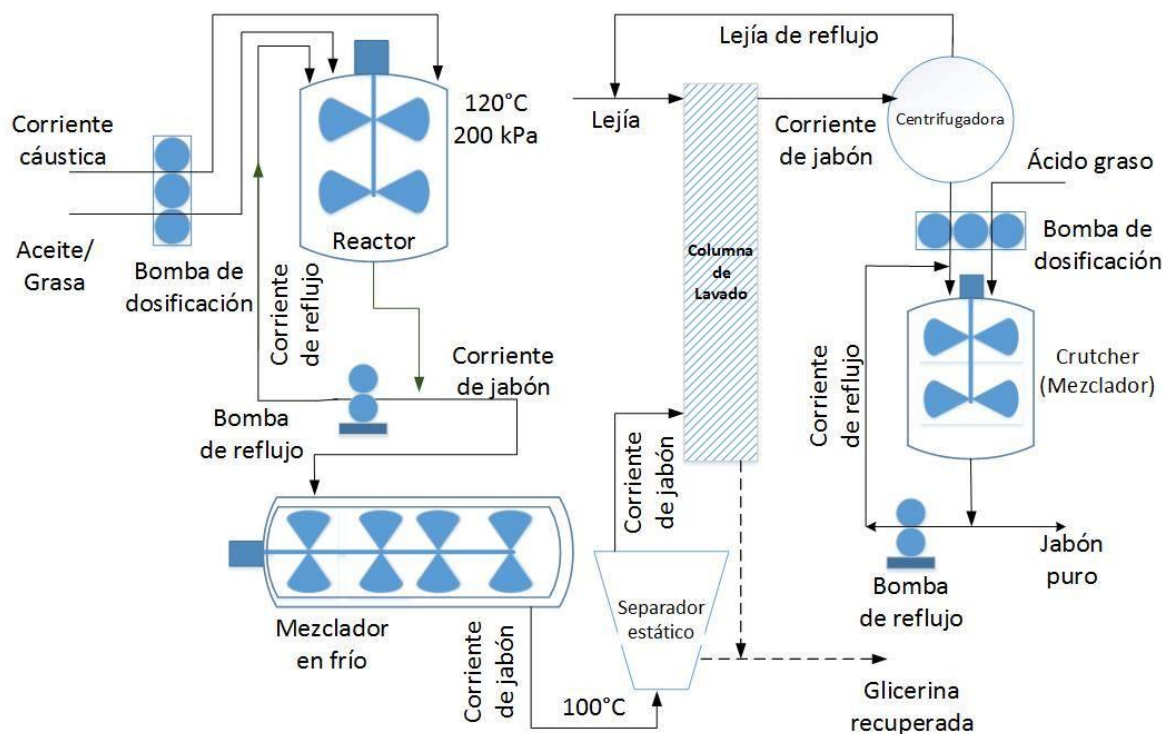 Corriente
cáustica
Aceite/
Grasa
Bomba de
dosificación
Corriente
de reflujo
Reactor
120°C
200 kPa
Corriente
de jabón
Bomba
de reflujo
Mezclador
en frío
Corriente
de jabón
100°C
Separador
estático
Corriente
de jabón
Lejía de reflujo
Lejía
Columna
de
Lavado
Corriente
de jabón
Centrifugadora
Ácido graso
Bomba de
dosificación
Crutcher
(Mezclador)
Corriente
de reflujo
Bomba
de reflujo
Jabón
puro
Glicerina
recuperada